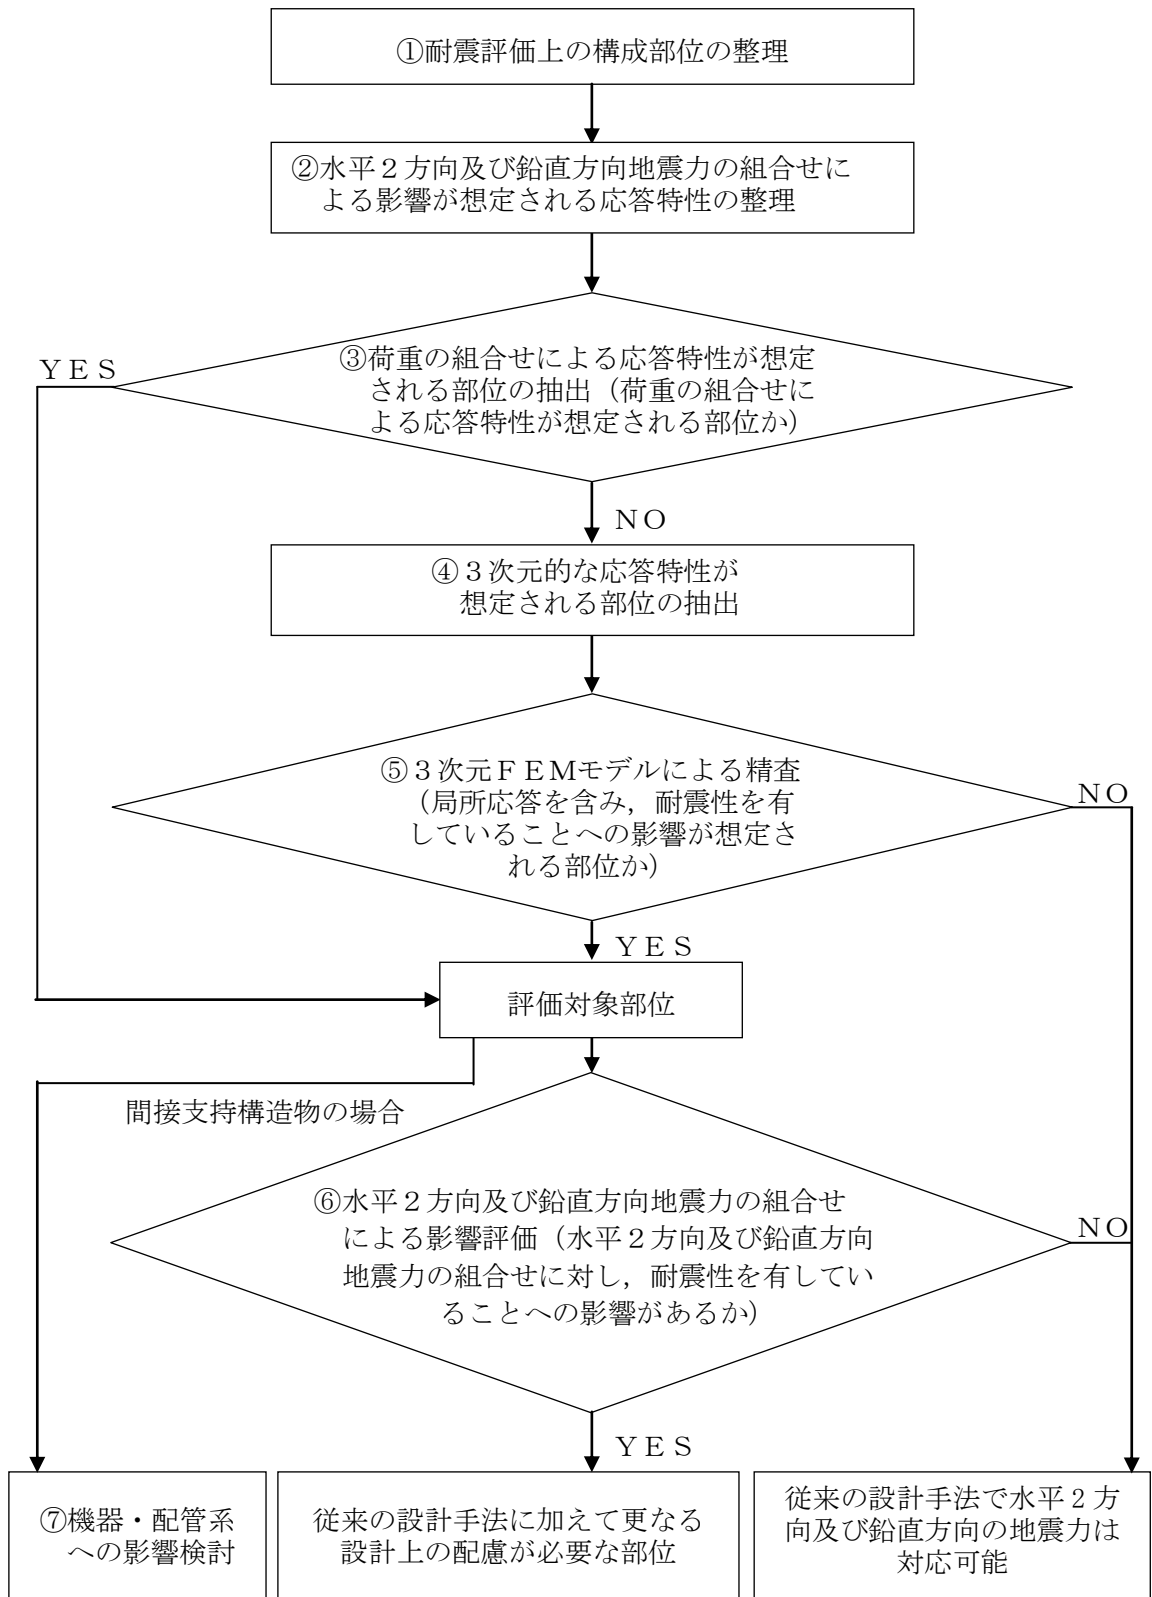 ①耐震評価上の構成部位の整理
②水平２方向及び鉛直方向地震力の組合せに
よる影響が想定される応答特性の整理
ＹＥＳ
③荷重の組合せによる応答特性が想定
される部位の抽出（荷重の組合せに
よる応答特性が想定される部位か）
ＮＯ
④３次元的な応答特性が
想定される部位の抽出
⑤３次元ＦＥＭモデルによる精査
（局所応答を含み，耐震性を有
していることへの影響が想定さ
れる部位か）
ＮＯ
ＹＥＳ
評価対象部位
間接支持構造物の場合
⑥水平２方向及び鉛直方向地震力の組合せ
による影響評価（水平２方向及び鉛直方向
地震力の組合せに対し，耐震性を有してい
ることへの影響があるか）
ＮＯ
ＹＥＳ
⑦機器・配管系
への影響検討
従来の設計手法に加えて更なる
設計上の配慮が必要な部位
従来の設計手法で水平２方
向及び鉛直方向の地震力は
対応可能